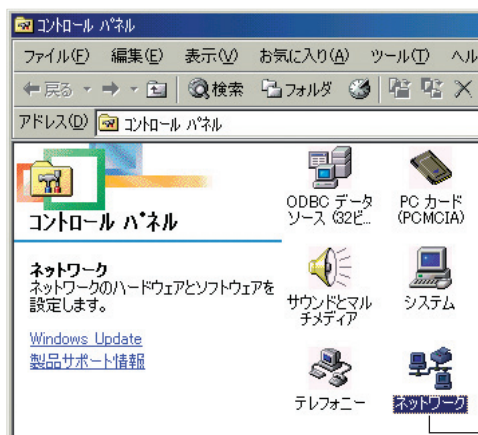 コントロール パネル
ファイル(F) 編集(E) 表示(V) お気に入り(A) ツール(T) ヘル
戻る 検索 フォルダ
アドレス(D) コントロール パネル
コントロール パネル
ネットワーク
ネットワークのハードウェアとソフトウェアを
設定します。
Windows Update
製品サポート情報
ODBC データ
ソース (32ビ...
PC カード
(PCMCIA)
サウンドとマル
チメディア
システム
テレフォニー
ネットワーク